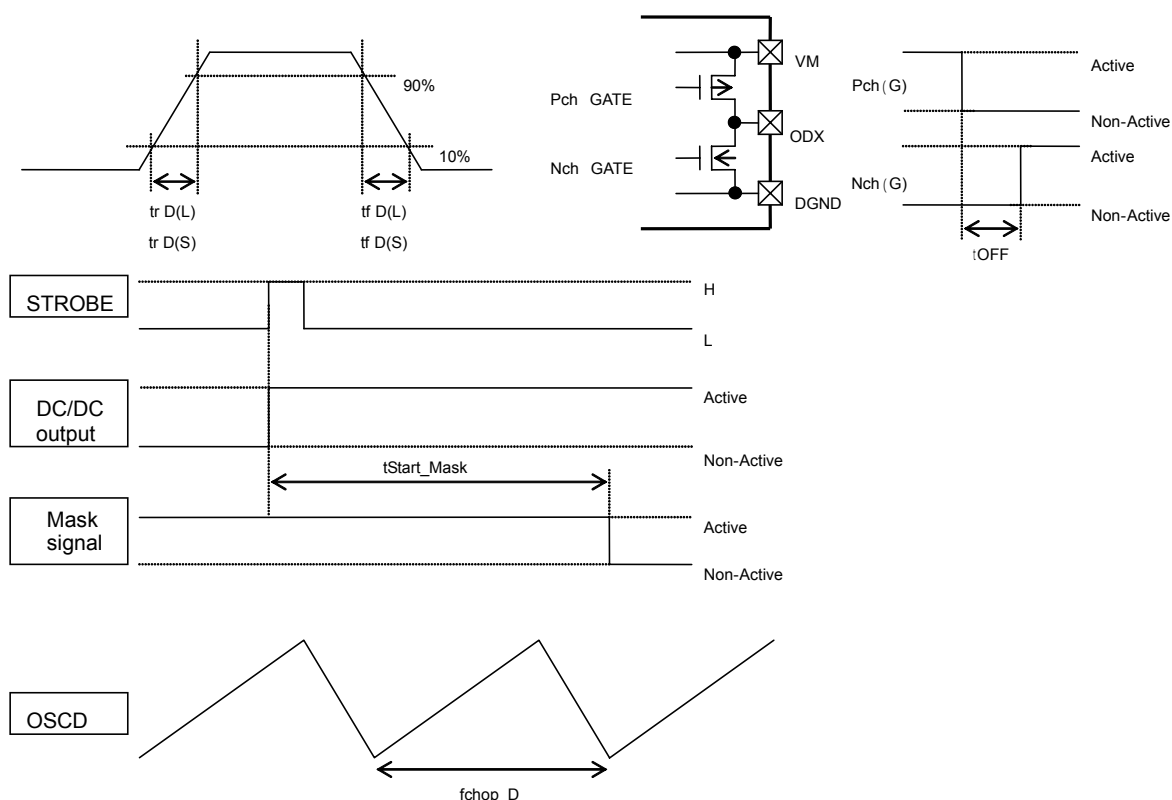 90%
10%
tr D(L)
tr D(S)
tf D(L)
tf D(S)
VM
Pch GATE
ODX
Nch GATE
DGND
Active
Pch(G)
Non-Active
Active
Nch(G)
Non-Active
tOFF
STROBE
H
L
DC/DC
output
Active
Non-Active
tStart_Mask
Mask
signal
Active
Non-Active
OSCD
fchop_D